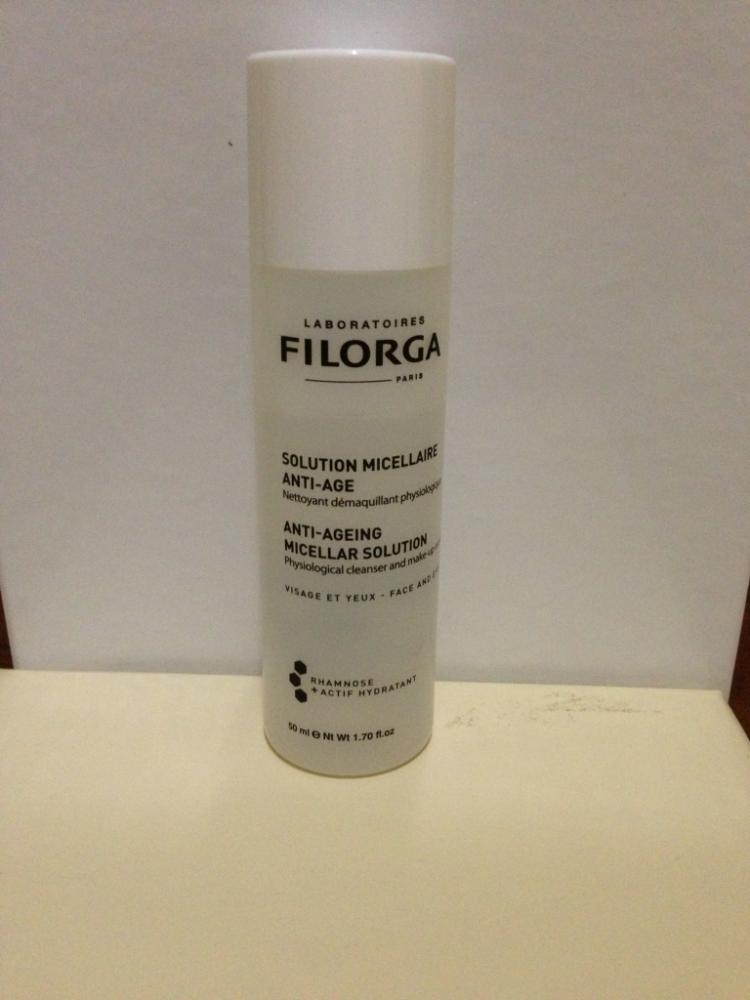 LABORATOIRES
FILORGA
PARIS
SOLUTION MICELLAIRE
ANTI-AGE
Nettoyant démaquillant
ANTI-AGEING
MICELLAR SOLUTION
Physiological cleanser and
VISAGE ET YEUX - FACE AND
RHAMNOSE
+ ACTIF HYDRATANT
50 ml ℮ Nt Wt 1.70 fl.oz